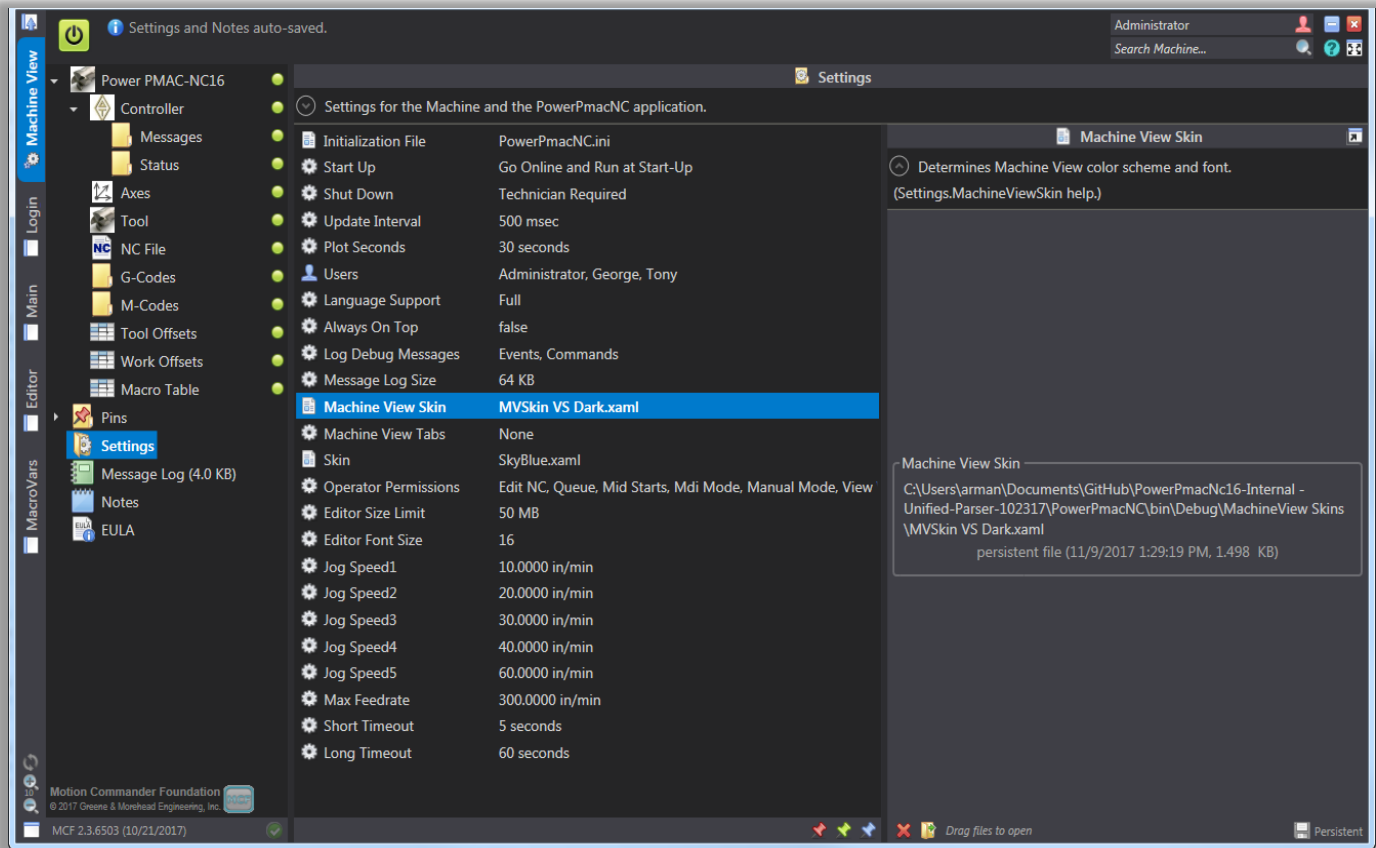 Settings and Notes auto-saved.
Administrator
Search Machine...
Machine View
Login
Main
Editor
MacroVars
Power PMAC-NC16
Controller
Messages
Status
Axes
Tool
NC NC File
G-Codes
M-Codes
Tool Offsets
Work Offsets
Macro Table
Pins
Settings
Message Log (4.0 KB)
Notes
EULA EULA
Motion Commander Foundation
© 2017 Greene & Morehead Engineering, Inc.
MCF 2.3.6503 (10/21/2017)
10
Settings
Settings for the Machine and the PowerPmacNC application.
Initialization File PowerPmacNC.ini
Start Up Go Online and Run at Start-Up
Shut Down Technician Required
Update Interval 500 msec
Plot Seconds 30 seconds
Users Administrator, George, Tony
Language Support Full
Always On Top false
Log Debug Messages Events, Commands
Message Log Size 64 KB
Machine View Skin MVSkin VS Dark.xaml
Machine View Tabs None
Skin SkyBlue.xaml
Operator Permissions Edit NC, Queue, Mid Starts, Mdi Mode, Manual Mode, View
Editor Size Limit 50 MB
Editor Font Size 16
Jog Speed1 10.0000 in/min
Jog Speed2 20.0000 in/min
Jog Speed3 30.0000 in/min
Jog Speed4 40.0000 in/min
Jog Speed5 60.0000 in/min
Max Feedrate 300.0000 in/min
Short Timeout 5 seconds
Long Timeout 60 seconds
Machine View Skin
Determines Machine View color scheme and font.
(Settings.MachineViewSkin help.)
Machine View Skin
C:\Users\arman\Documents\GitHub\PowerPmacNc16-Internal -
Unified-Parser-102317\PowerPmacNC\bin\Debug\MachineView Skins
\MVSkin VS Dark.xaml
persistent file (11/9/2017 1:29:19 PM, 1.498 KB)
Drag files to open
Persistent